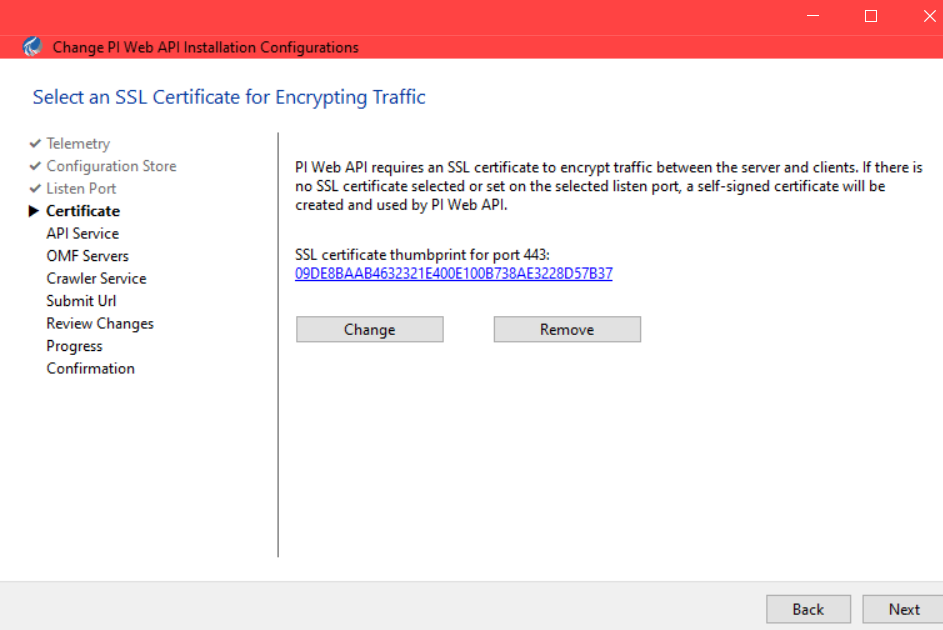 Change PI Web API Installation Configurations
Select an SSL Certificate for Encrypting Traffic
Telemetry
Configuration Store
Listen Port
Certificate
API Service
OMF Servers
Crawler Service
Submit Url
Review Changes
Progress
Confirmation
PI Web API requires an SSL certificate to encrypt traffic between the server and clients. If there is
no SSL certificate selected or set on the selected listen port, a self-signed certificate will be
created and used by PI Web API.
SSL certificate thumbprint for port 443:
09DE8BAAB4632321E400E100B738AE3228D57B37
Change
Remove
Back
Next